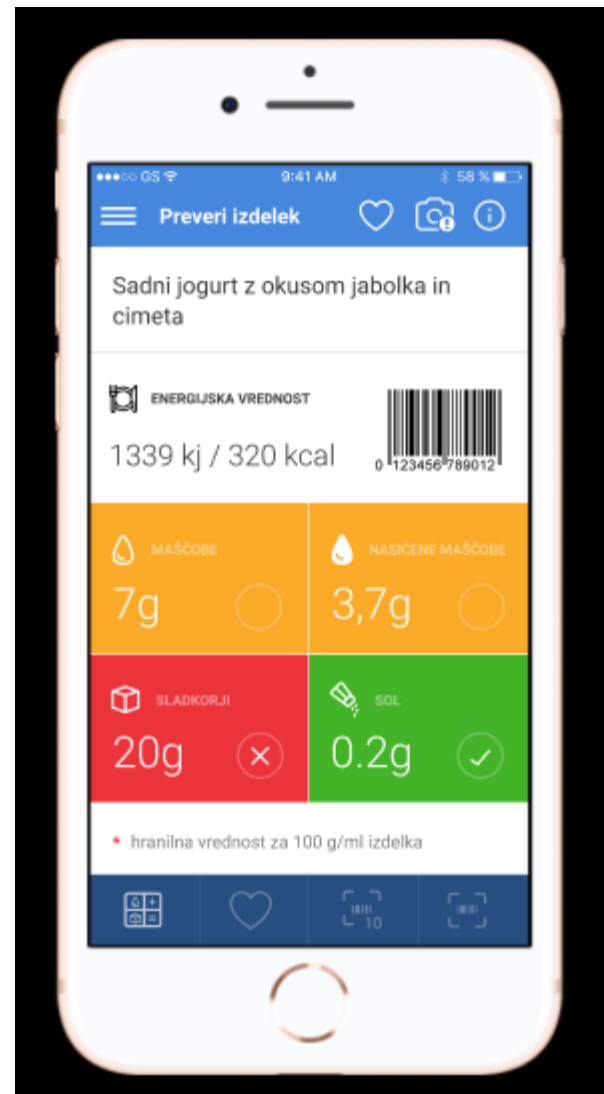 GS 9:41 AM 58 %
Preveri izdelek
Sadni jogurt z okusom jabolka in
cimeta
ENERGIJSKA VREDNOST
1339 kj / 320 kcal
0 123456 789012
MAŠČOBE
7g
NASIČENE MAŠČOBE
3,7g
SLADKORJI
20g
SOL
0.2g
* hranilna vrednost za 100 g/ml izdelka
10